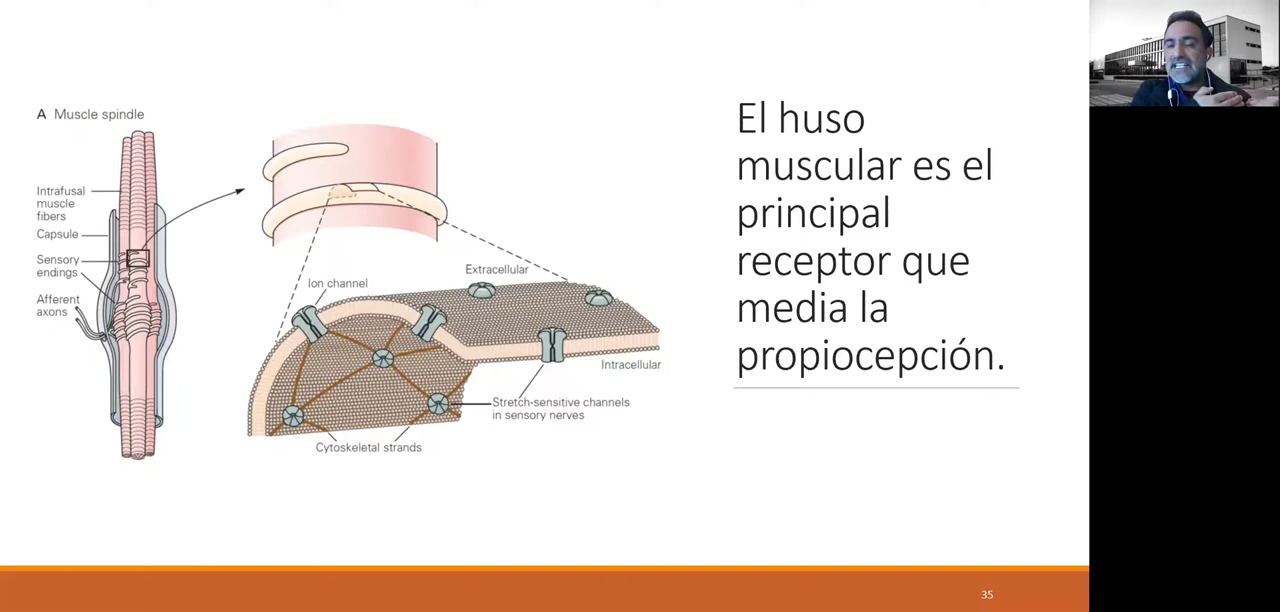 A Muscle spindle
Intrafusal
muscle
fibers
Capsule
Sensory
endings
Afferent
axons
Ion channel
Extracellular
Intracellular
Stretch-sensitive channels
in sensory nerves
Cytoskeletal strands
El huso
muscular es el
principal
receptor que
media la
propiocepción.
35